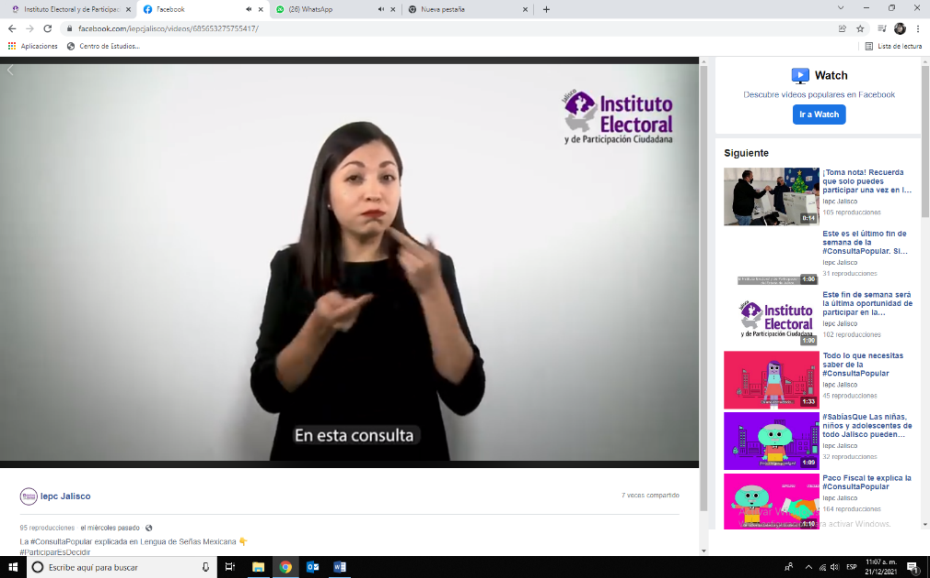 Instituto Electoral y de Participac
Facebook
(26) WhatsApp
Nueva pestaña
facebook.com/iepcjalisco/videos/685653275755417/
Aplicaciones
Centro de Estudios...
Lista de lectura
Jalisco
Instituto
Electoral
y de Participación Ciudadana
En esta consulta
Iepc Jalisco
7 veces compartido
95 reproducciones
el miércoles pasado
La #ConsultaPopular explicada en Lengua de Señas Mexicana 👇
#ParticiparEsDecidir
Watch
Descubre vídeos populares en Facebook
Ir a Watch
Siguiente
¡Toma nota! Recuerda
que solo puedes
participar una vez en l...
Iepc Jalisco
105 reproducciones
0:14
Este es el último fin de
semana de la
#ConsultaPopular. Si...
Iepc Jalisco
31 reproducciones
1:00
Este fin de semana será
la última oportunidad de
participar en la...
Iepc Jalisco
162 reproducciones
Instituto
Electoral
y de Participación Ciudadana
1:00
Todo lo que necesitas
saber de la
#ConsultaPopular
Iepc Jalisco
45 reproducciones
1:33
#SabíasQue Las niñas,
niños y adolescentes de
todo Jalisco pueden...
Iepc Jalisco
32 reproducciones
1:09
Paco Fiscal te explica la
#ConsultaPopular
Iepc Jalisco
164 reproducciones
1:10
activar Windows.
Escribe aquí para buscar
ESP
11:07 a. m.
21/12/2021